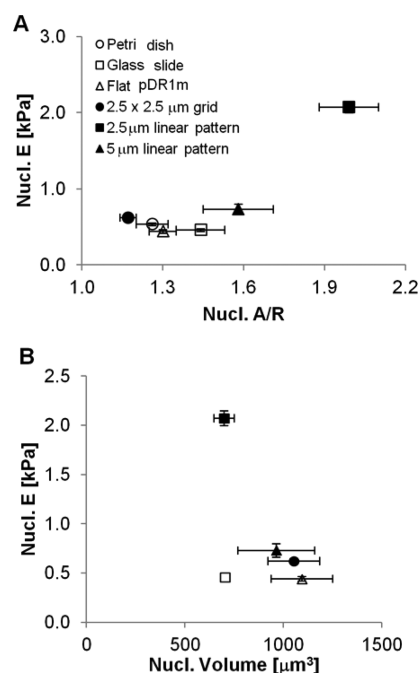 A
3.0
2.0
1.0
0.0
Nucl. E [kPa]
Petri dish
Glass slide
Flat pDR1m
2.5 x 2.5 μm grid
2.5μm linear pattern
5 μm linear pattern
1.0 1.3 1.6 1.9 2.2
Nucl. A/R
B
2.5
2.0
1.5
1.0
0.5
0.0
Nucl. E [kPa]
0 500 1000 1500
Nucl. Volume [μm³]